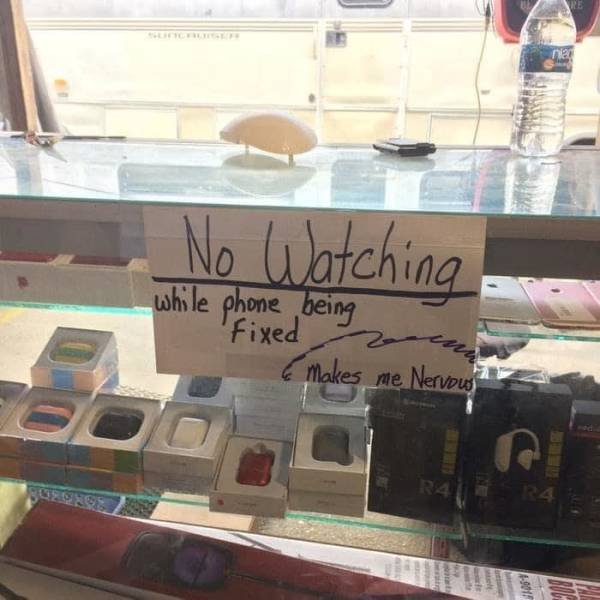 SUNCRUISER
No Watching
while phone being
Fixed
Makes me Nervous
R4
R4